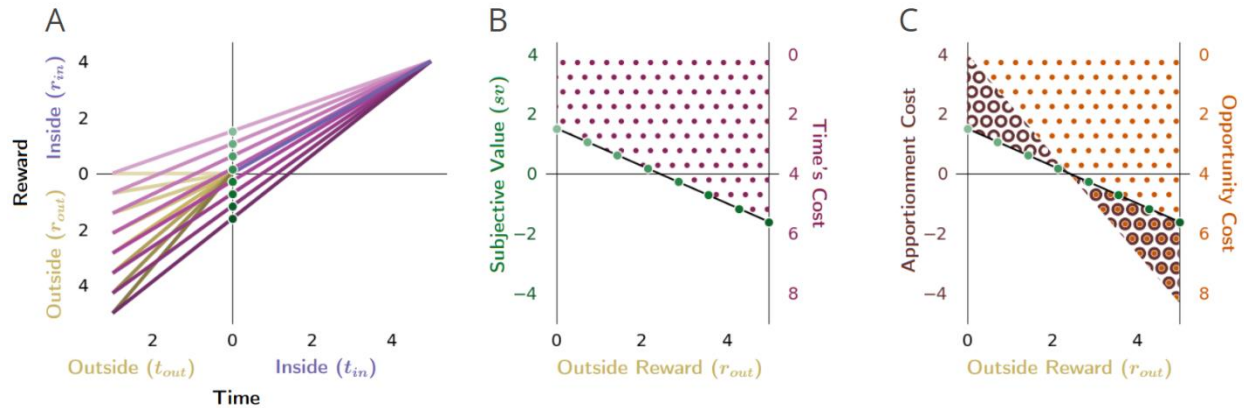 A
Reward
Inside (r_in)
Outside (r_out)
4
2
0
2
4
2
0
2
4
Outside (t_out)
Inside (t_in)
Time
B
Subjective Value (sv)
4
2
0
−2
−4
0
2
4
6
8
Time's Cost
0
2
4
Outside Reward (r_out)
C
Apportionment Cost
4
2
0
−2
−4
0
2
4
6
8
Opportunity Cost
0
2
4
Outside Reward (r_out)